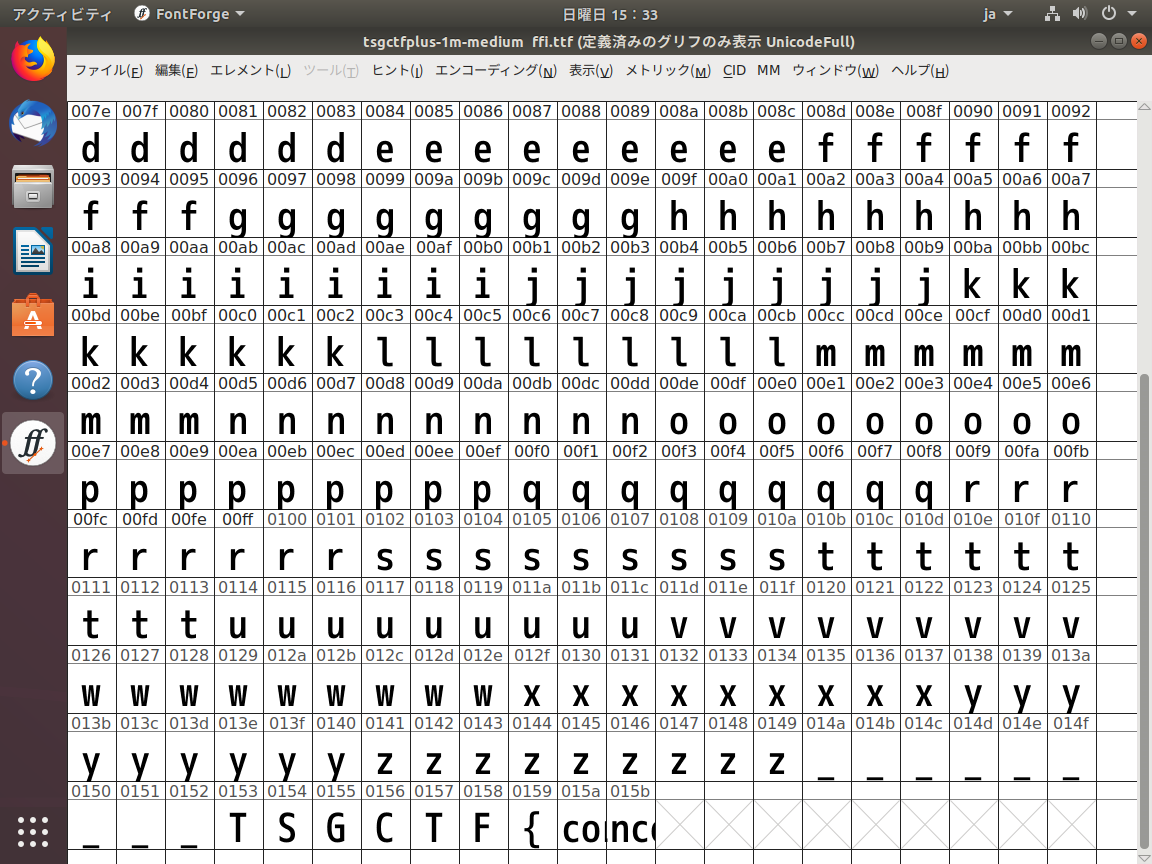 アクティビティ FontForge 日曜日 15：33 ja
tsgctfplus-1m-medium ffi.ttf (定義済みのグリフのみ表示 UnicodeFull)
ファイル(F) 編集(E) エレメント(L) ツール(T) ヒント(I) エンコーディング(N) 表示(V) メトリック(M) CID MM ウィンドウ(W) ヘルプ(H)
007e 007f 0080 0081 0082 0083 0084 0085 0086 0087 0088 0089 008a 008b 008c 008d 008e 008f 0090 0091 0092
d d d d d d e e e e e e e e e f f f f f f
0093 0094 0095 0096 0097 0098 0099 009a 009b 009c 009d 009e 009f 00a0 00a1 00a2 00a3 00a4 00a5 00a6 00a7
f f f g g g g g g g g g h h h h h h h h h
00a8 00a9 00aa 00ab 00ac 00ad 00ae 00af 00b0 00b1 00b2 00b3 00b4 00b5 00b6 00b7 00b8 00b9 00ba 00bb 00bc
i i i i i i i i i j j j j j j j j j k k k
00bd 00be 00bf 00c0 00c1 00c2 00c3 00c4 00c5 00c6 00c7 00c8 00c9 00ca 00cb 00cc 00cd 00ce 00cf 00d0 00d1
k k k k k k l l l l l l l l l m m m m m m
00d2 00d3 00d4 00d5 00d6 00d7 00d8 00d9 00da 00db 00dc 00dd 00de 00df 00e0 00e1 00e2 00e3 00e4 00e5 00e6
m m m n n n n n n n n n o o o o o o o o o
00e7 00e8 00e9 00ea 00eb 00ec 00ed 00ee 00ef 00f0 00f1 00f2 00f3 00f4 00f5 00f6 00f7 00f8 00f9 00fa 00fb
p p p p p p p p p q q q q q q q q q r r r
00fc 00fd 00fe 00ff 0100 0101 0102 0103 0104 0105 0106 0107 0108 0109 010a 010b 010c 010d 010e 010f 0110
r r r r r r s s s s s s s s s t t t t t t
0111 0112 0113 0114 0115 0116 0117 0118 0119 011a 011b 011c 011d 011e 011f 0120 0121 0122 0123 0124 0125
t t t u u u u u u u u u v v v v v v v v v
0126 0127 0128 0129 012a 012b 012c 012d 012e 012f 0130 0131 0132 0133 0134 0135 0136 0137 0138 0139 013a
w w w w w w w w w x x x x x x x x x y y y
013b 013c 013d 013e 013f 0140 0141 0142 0143 0144 0145 0146 0147 0148 0149 014a 014b 014c 014d 014e 014f
y y y y y y z z z z z z z z z _ _ _ _ _ _
0150 0151 0152 0153 0154 0155 0156 0157 0158 0159 015a 015b
_ _ _ T S G C T F {